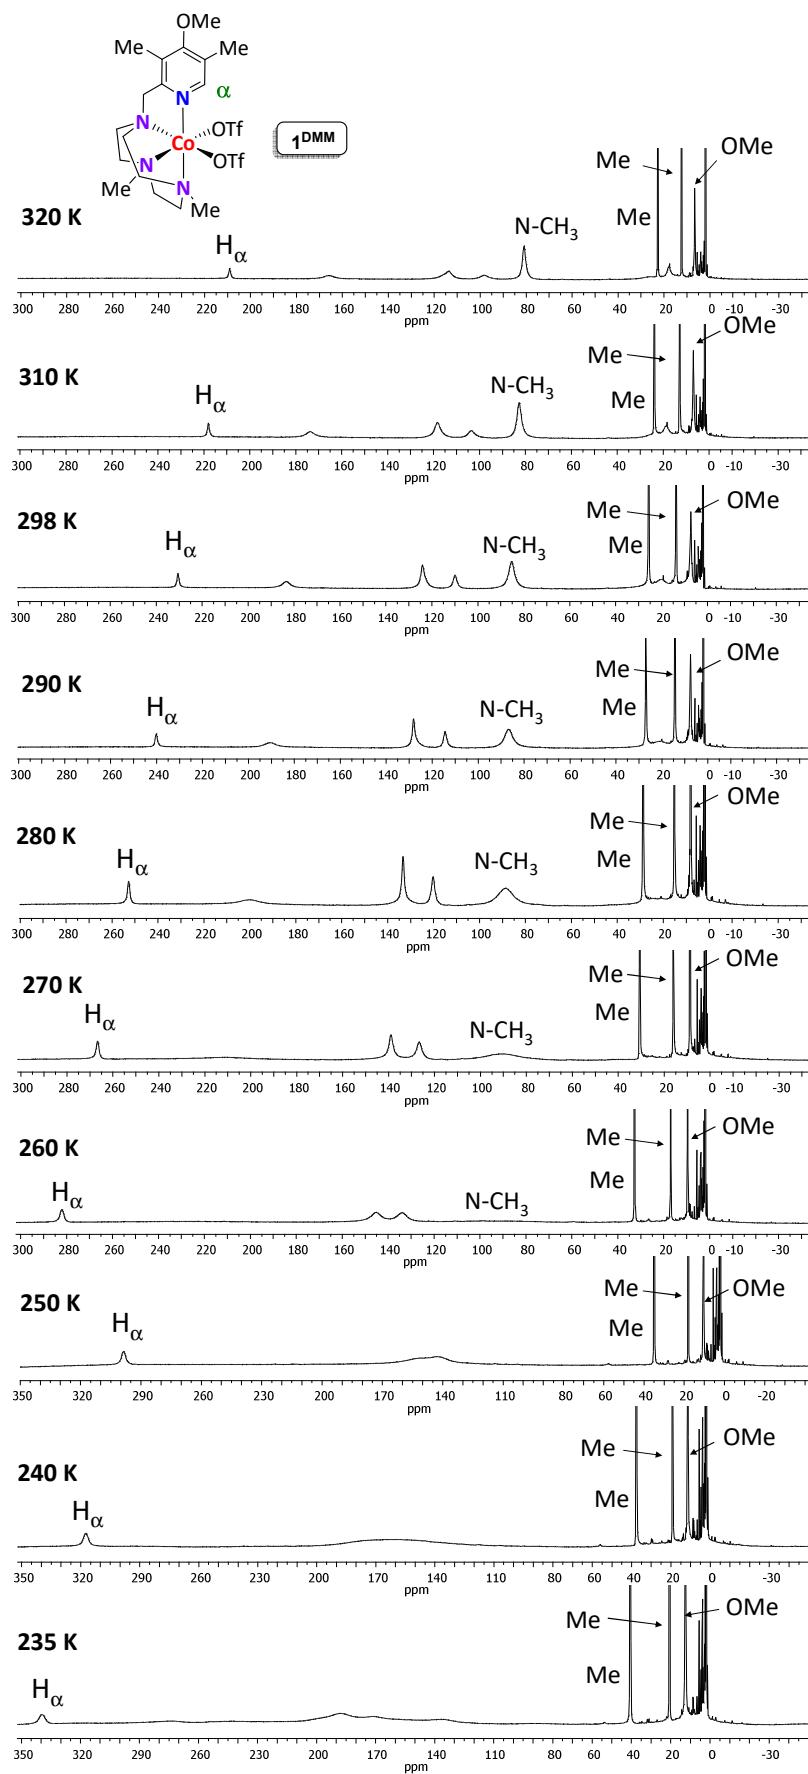 OMe
Me
Me
α
N
N
OTf
Co
OTf
N
Me
N
Me
1DMM
320 K
Hα
N-CH3
Me
Me
OMe
300 280 260 240 220 200 180 160 140 120 100 80 60 40 20 0 -10 -30
ppm
310 K
Hα
N-CH3
Me
Me
OMe
300 280 260 240 220 200 180 160 140 120 100 80 60 40 20 0 -10 -30
ppm
298 K
Hα
N-CH3
Me
Me
OMe
300 280 260 240 220 200 180 160 140 120 100 80 60 40 20 0 -10 -30
ppm
290 K
Hα
N-CH3
Me
Me
OMe
300 280 260 240 220 200 180 160 140 120 100 80 60 40 20 0 -10 -30
ppm
280 K
Hα
N-CH3
Me
Me
OMe
300 280 260 240 220 200 180 160 140 120 100 80 60 40 20 0 -10 -30
ppm
270 K
Hα
N-CH3
Me
Me
OMe
300 280 260 240 220 200 180 160 140 120 100 80 60 40 20 0 -10 -30
ppm
260 K
Hα
N-CH3
Me
Me
OMe
300 280 260 240 220 200 180 160 140 120 100 80 60 40 20 0 -10 -30
ppm
250 K
Hα
Me
Me
OMe
350 320 290 260 230 200 170 140 110 80 60 40 20 0 -20
ppm
240 K
Hα
Me
Me
OMe
350 320 290 260 230 200 170 140 110 80 60 40 20 0 -30
ppm
235 K
Hα
Me
Me
OMe
350 320 290 260 230 200 170 140 110 80 60 40 20 0 -30
ppm